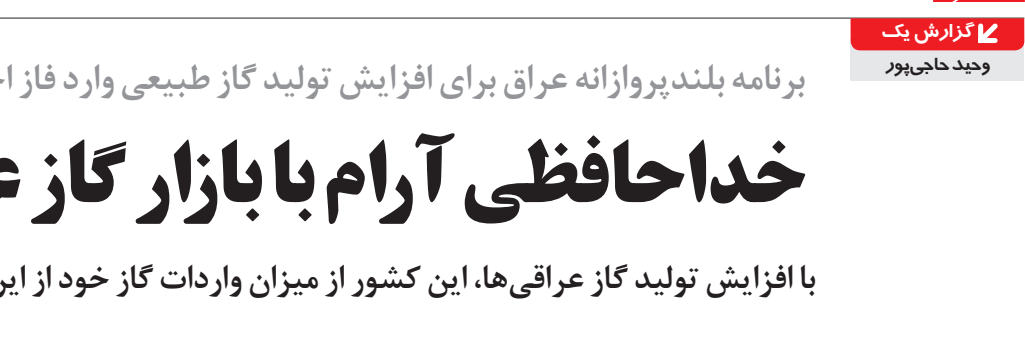 گزارش یک
وحید حاجی‌پور
برنامه بلندپروازانه عراق برای افزایش تولید گاز طبیعی وارد فاز
خداحافظی آرام با بازار گاز
با افزایش تولید گاز عراقی‌ها، این کشور از میزان واردات گاز خود از